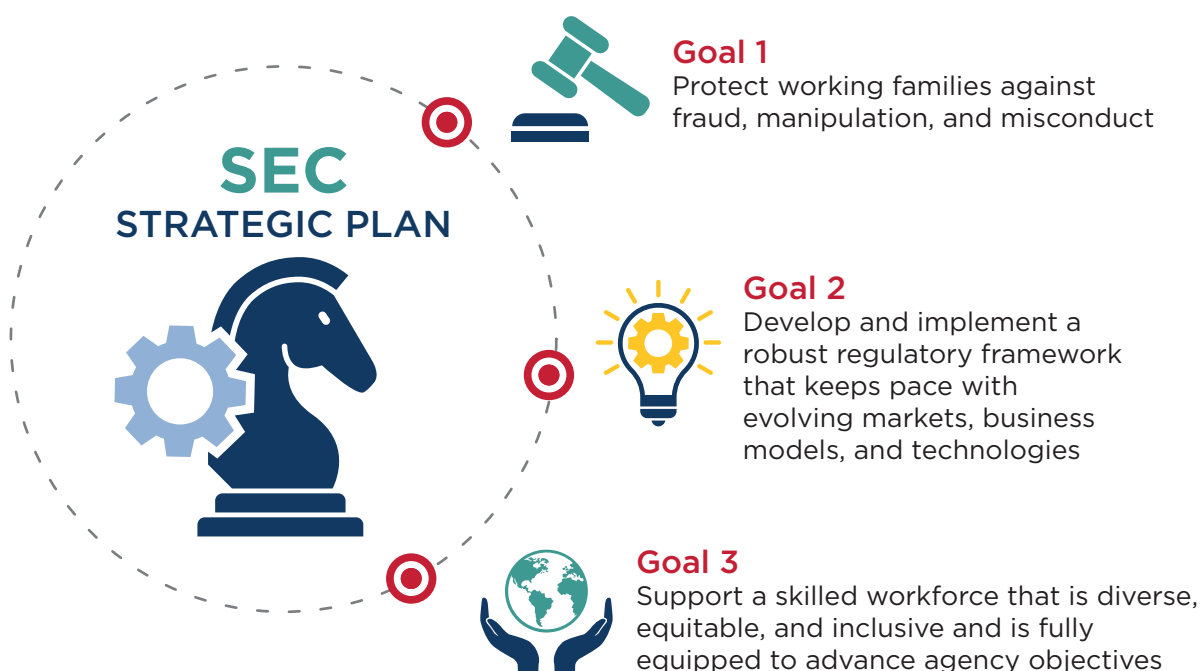 SEC
STRATEGIC PLAN
Goal 1
Protect working families against
fraud, manipulation, and misconduct
Goal 2
Develop and implement a
robust regulatory framework
that keeps pace with
evolving markets, business
models, and technologies
Goal 3
Support a skilled workforce that is diverse,
equitable, and inclusive and is fully
equipped to advance agency objectives